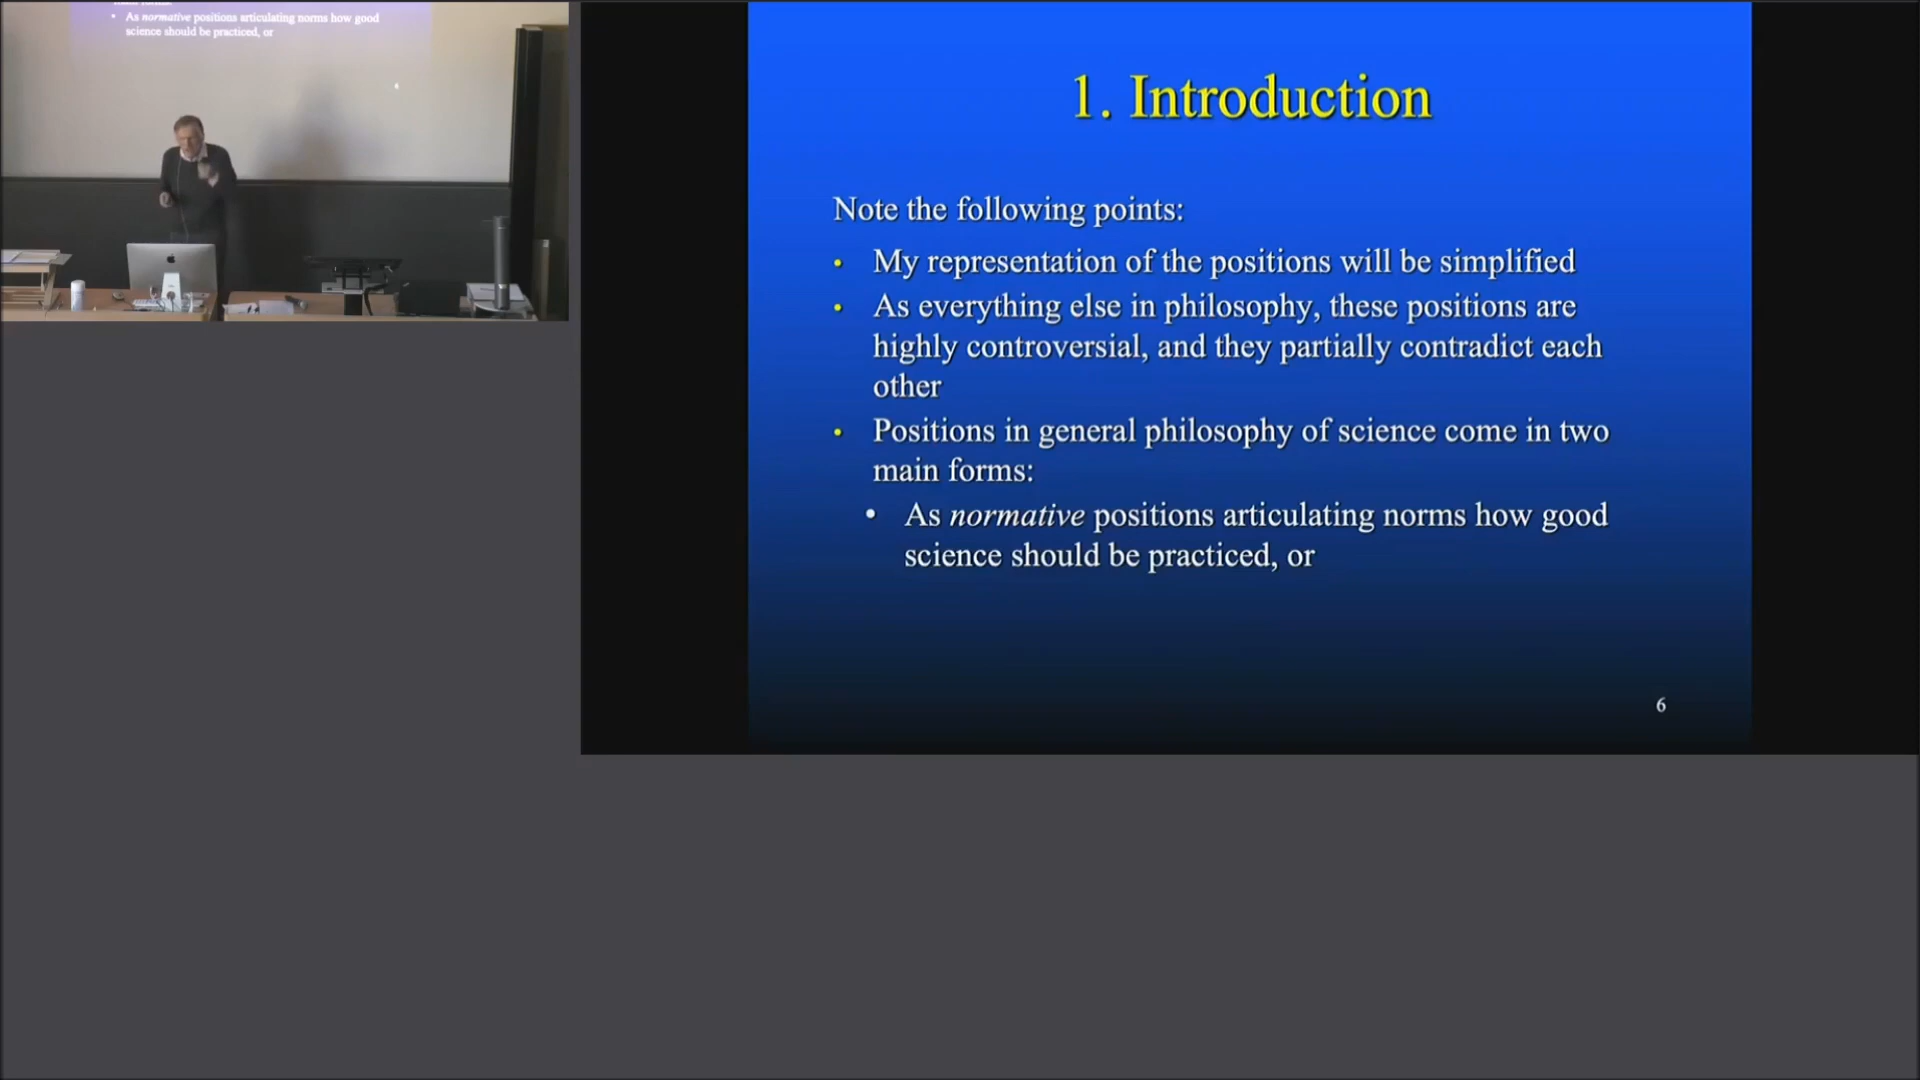 • As normative positions articulating norms how good
science should be practiced, or
1. Introduction
Note the following points:
• My representation of the positions will be simplified
• As everything else in philosophy, these positions are
highly controversial, and they partially contradict each
other
• Positions in general philosophy of science come in two
main forms:
• As normative positions articulating norms how good
science should be practiced, or
6